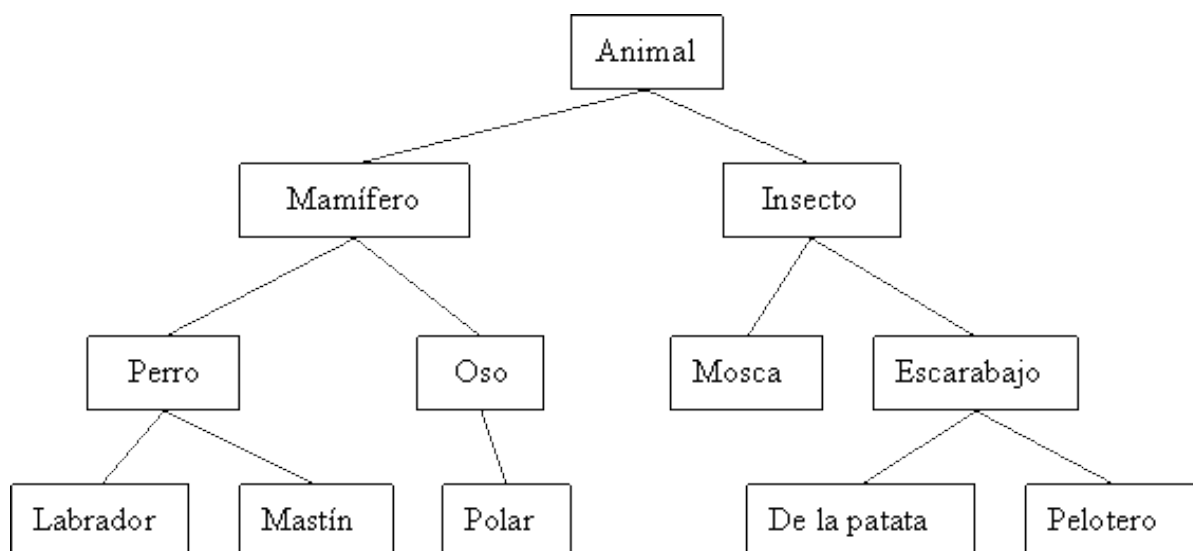 Animal
Mamífero
Insecto
Perro
Oso
Mosca
Escarabajo
Labrador
Mastín
Polar
De la patata
Pelotero